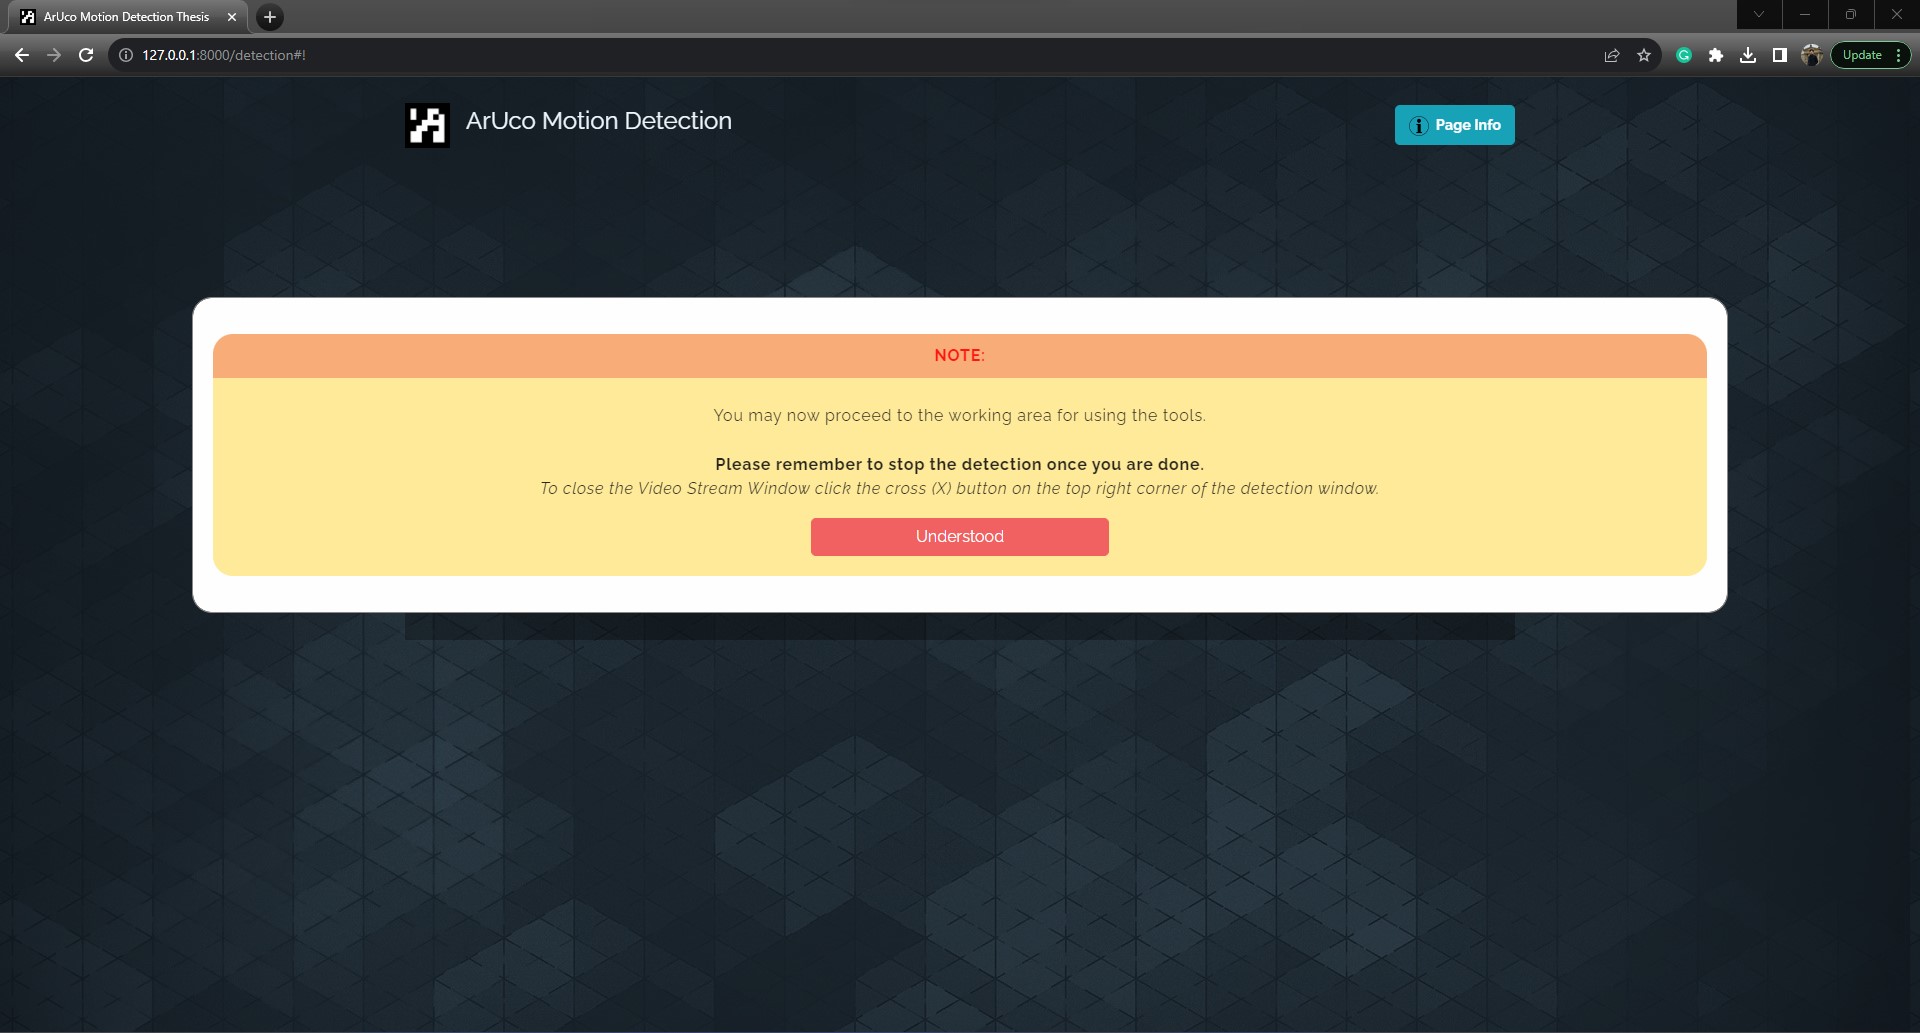 ArUco Motion Detection Thesis
127.0.0.1:8000/detection#!
Update
ArUco Motion Detection
Page Info
NOTE:
You may now proceed to the working area for using the tools.
Please remember to stop the detection once you are done.
To close the Video Stream Window click the cross (X) button on the top right corner of the detection window.
Understood